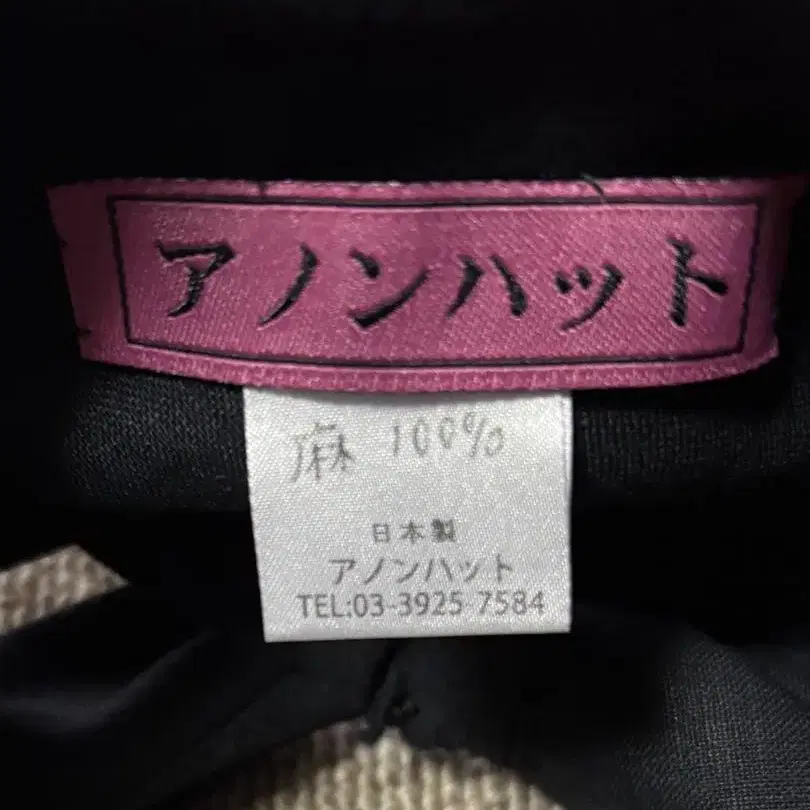 アノンハット
麻 100%
日本製
アノンハット
TEL:03-3925-7584